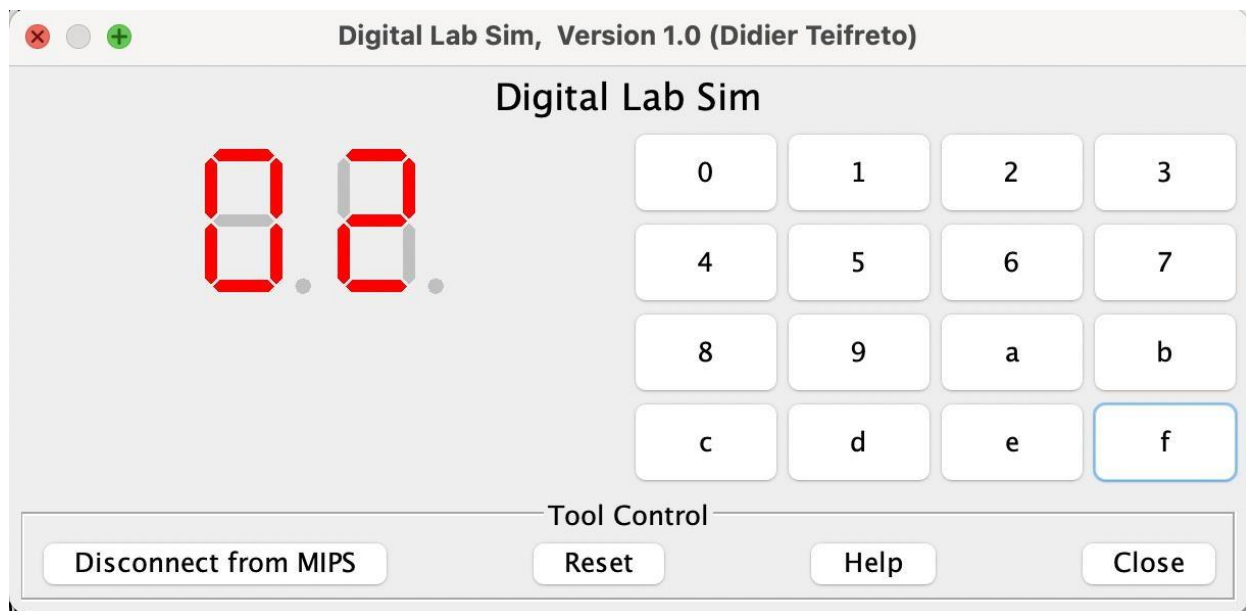 Digital Lab Sim, Version 1.0 (Didier Teifreto)
Digital Lab Sim
02
0 1 2 3
4 5 6 7
8 9 a b
c d e f
Tool Control
Disconnect from MIPS Reset Help Close